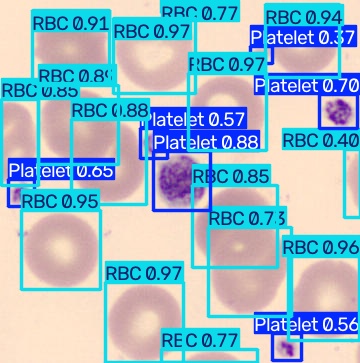 RBC 0.77
RBC 0.91
RBC 0.97
RBC 0.94
Platelet 0.37
RBC 0.97
RBC 0.89
RBC 0.85
Platelet 0.70
RBC 0.88
Platelet 0.57
Platelet 0.88
RBC 0.40
Platelet 0.65
RBC 0.85
RBC 0.95
RBC 0.73
RBC 0.96
RBC 0.97
Platelet 0.56
RBC 0.77